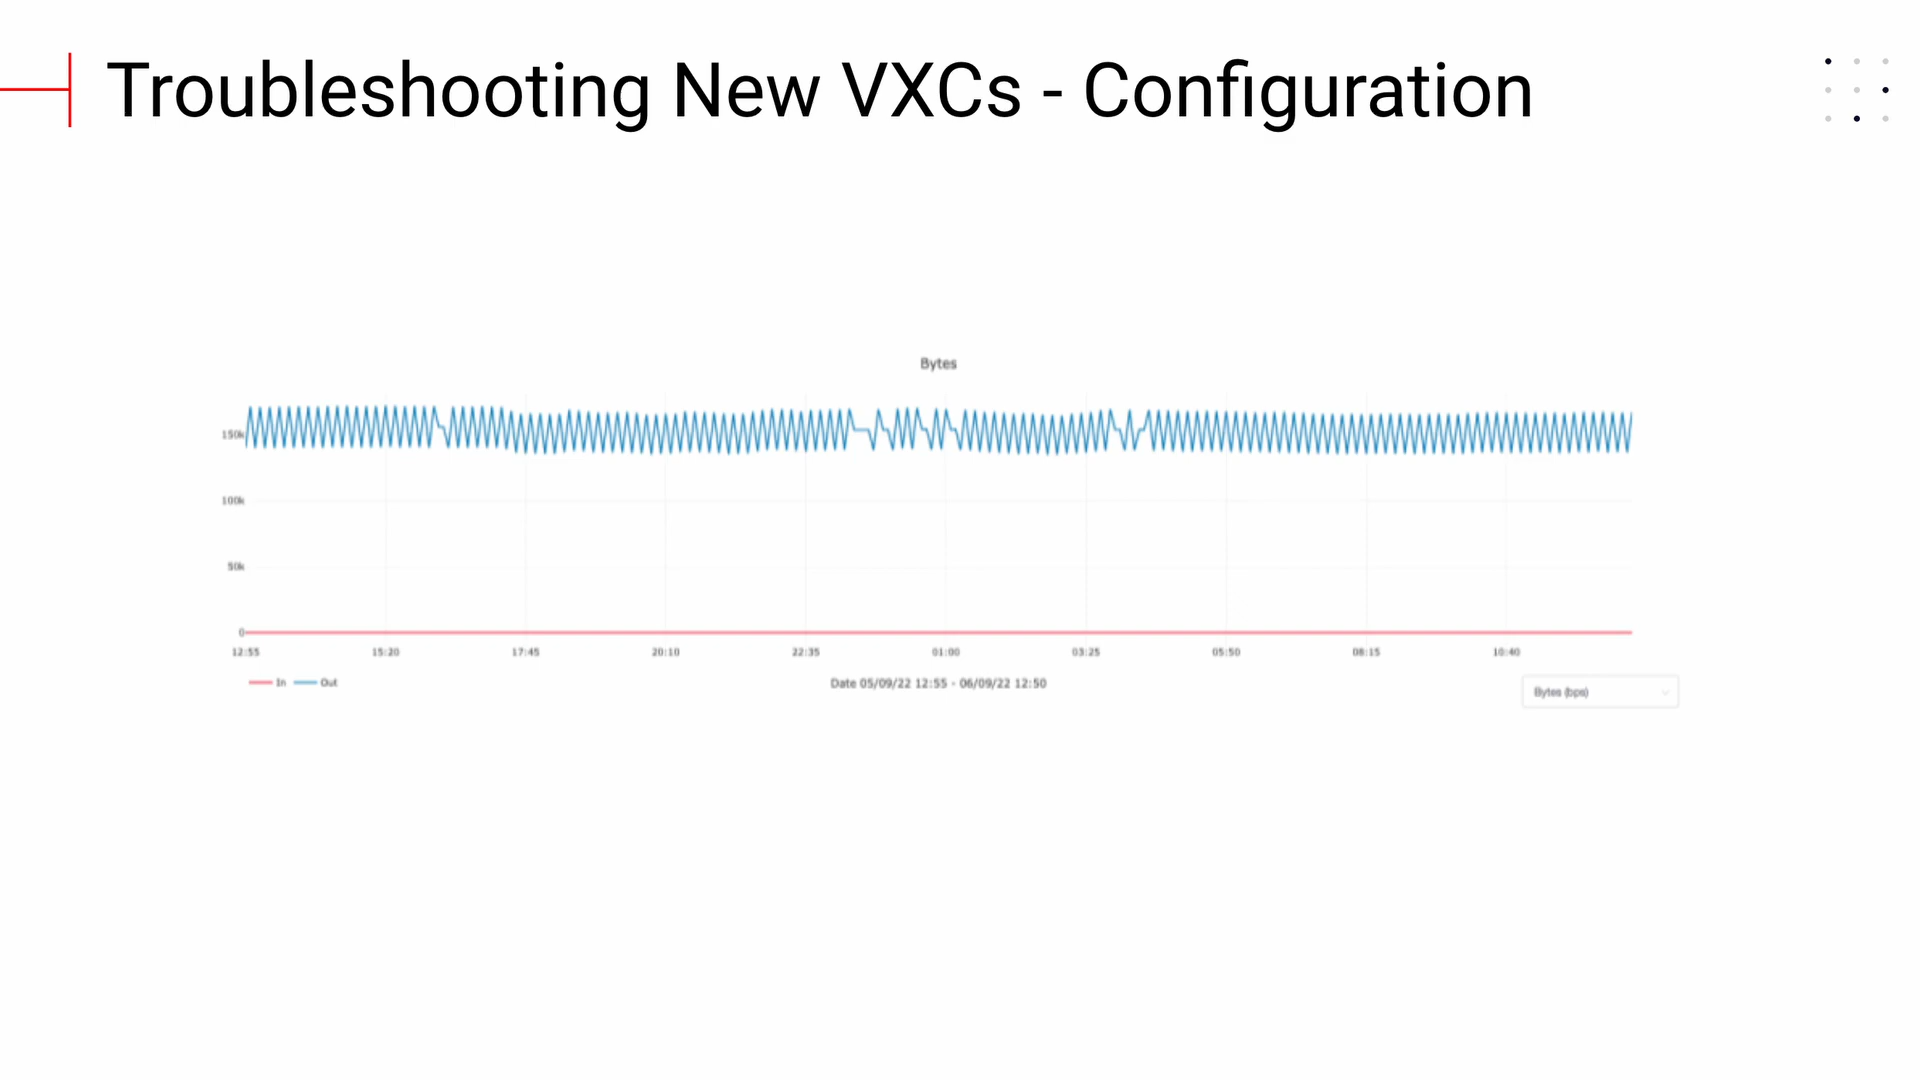 Troubleshooting New VXCs - Configuration
Bytes
150k
100k
50k
0
12:55 15:20 17:45 20:10 22:35 01:00 03:25 05:50 08:15 10:40
In Out
Date 05/09/22 12:55 - 06/09/22 12:50
Bytes (bps)